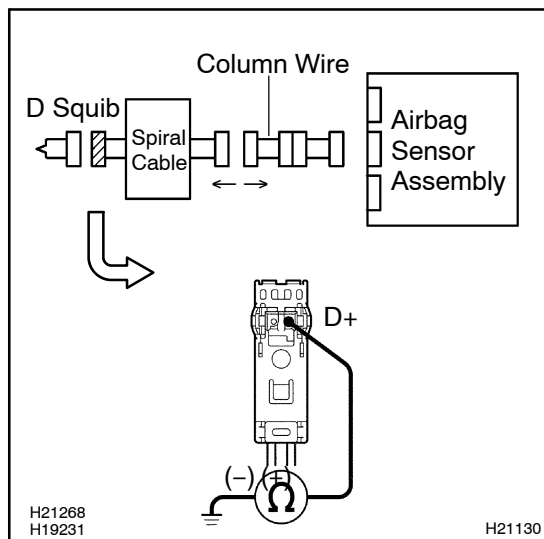 Column Wire
D Squib
Spiral
Cable
Airbag
Sensor
Assembly
D+
(−) (+)
Ω
H21268
H19231
H21130